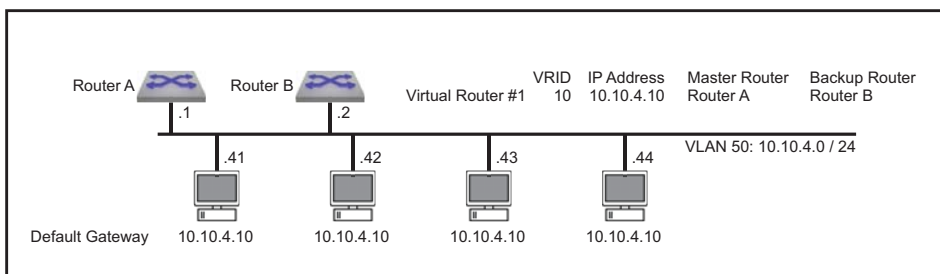 VRID IP Address Master Router Backup Router
Router A Router B Virtual Router #1 10 10.10.4.10 Router A Router B
.1 .2
VLAN 50: 10.10.4.0 / 24
.41 .42 .43 .44
Default Gateway 10.10.4.10 10.10.4.10 10.10.4.10 10.10.4.10